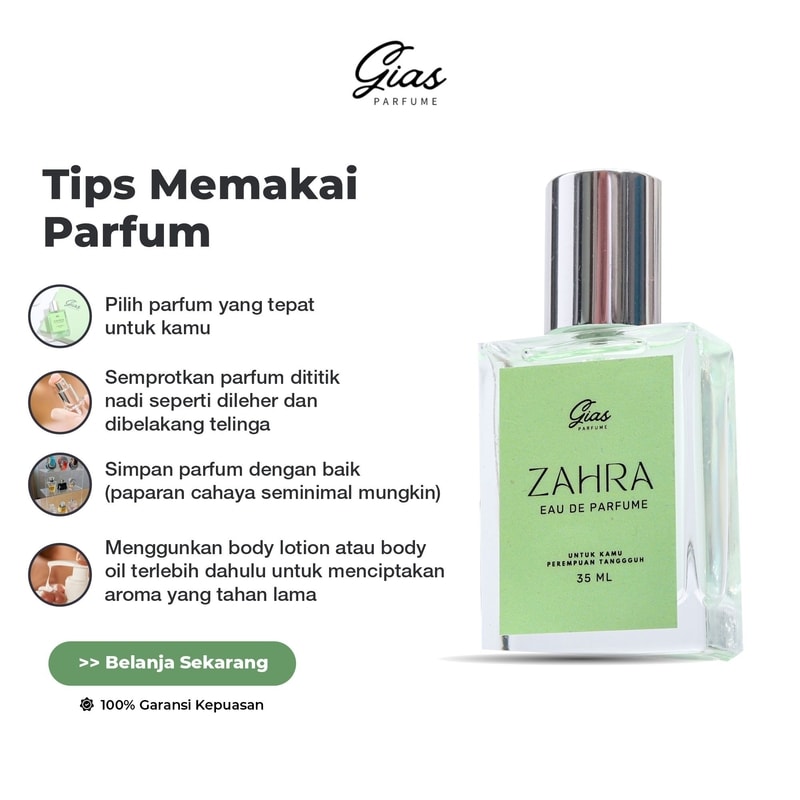 Gias
PARFUME
Tips Memakai
Parfum
Pilih parfum yang tepat
untuk kamu
Semprotkan parfum dititik
nadi seperti dileher dan
dibelakang telinga
Simpan parfum dengan baik
(paparan cahaya seminimal mungkin)
Menggunkan body lotion atau body
oil terlebih dahulu untuk menciptakan
aroma yang tahan lama
>> Belanja Sekarang
100% Garansi Kepuasan
Gias
PARFUME
ZAHRA
EAU DE PARFUME
UNTUK KAMU
PEREMPUAN TANGGGUH
35 ML